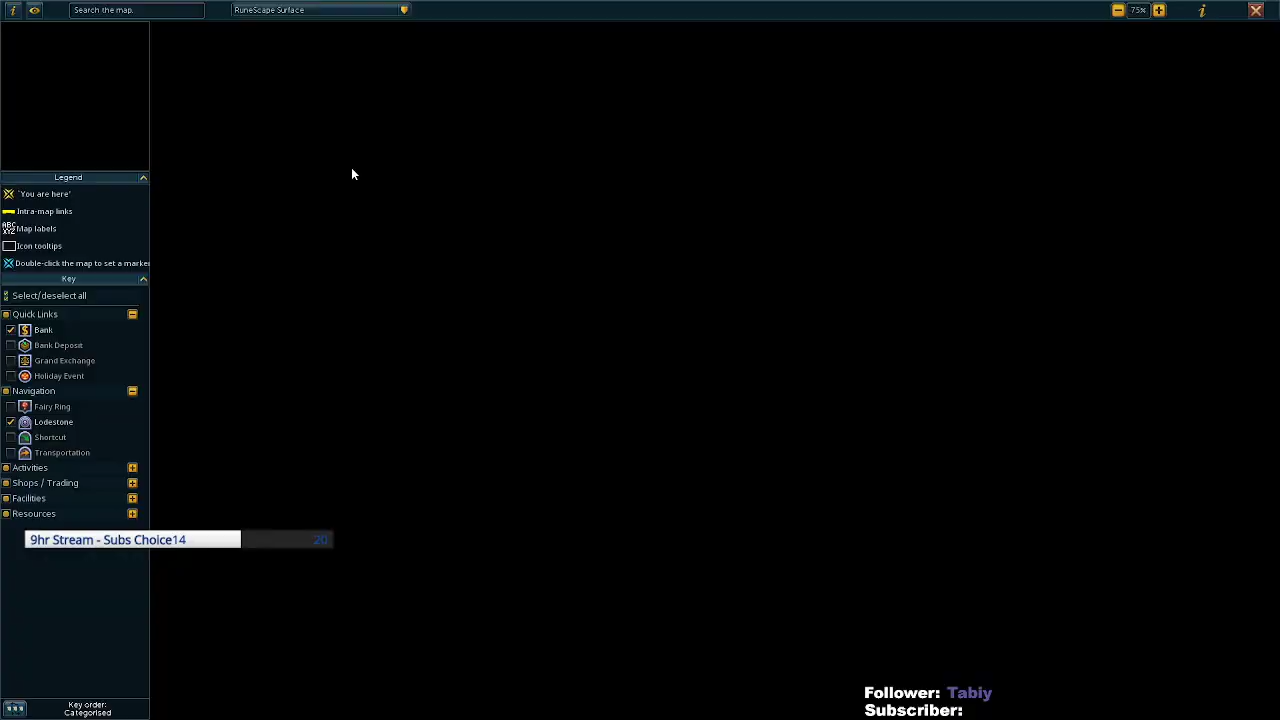 Search the map.
RuneScape Surface
75%
Legend
'You are here'
Intra-map links
ABC
XYZ
Map labels
Icon tooltips
Double-click the map to set a marker
Key
Select/deselect all
Quick Links
Bank
Bank Deposit
Grand Exchange
Holiday Event
Navigation
Fairy Ring
Lodestone
Shortcut
Transportation
Activities
Shops / Trading
Facilities
Resources
9hr Stream - Subs Choice14 20
Key order:
Categorised
Follower: Tabiy
Subscriber: